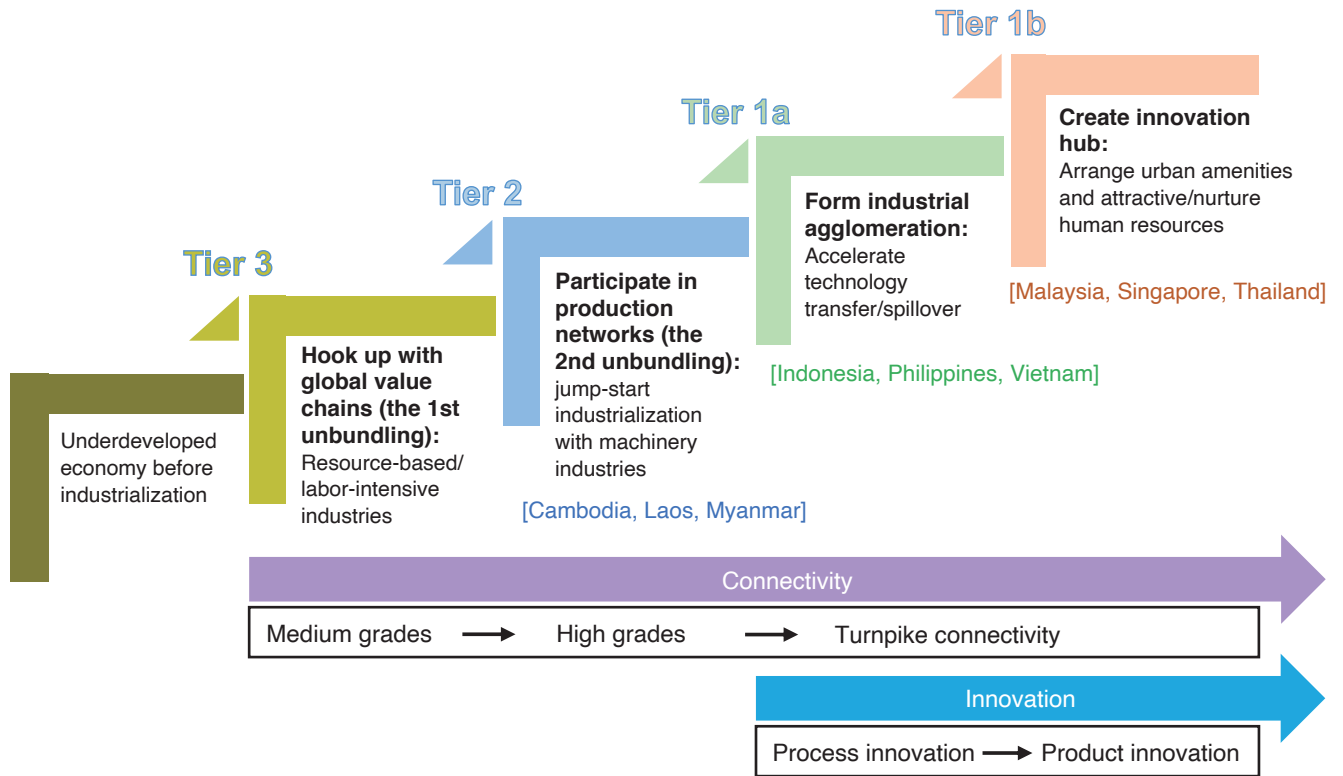 Tier 1b
Create innovation
hub:
Arrange urban amenities
and attractive/nurture
human resources
[Malaysia, Singapore, Thailand]
Tier 1a
Form industrial
agglomeration:
Accelerate
technology
transfer/spillover
[Indonesia, Philippines, Vietnam]
Tier 2
Participate in
production
networks (the
2nd unbundling):
jump-start
industrialization
with machinery
industries
[Cambodia, Laos, Myanmar]
Tier 3
Hook up with
global value
chains (the 1st
unbundling):
Resource-based/
labor-intensive
industries
Underdeveloped
economy before
industrialization
Connectivity
Medium grades → High grades → Turnpike connectivity
Innovation
Process innovation → Product innovation